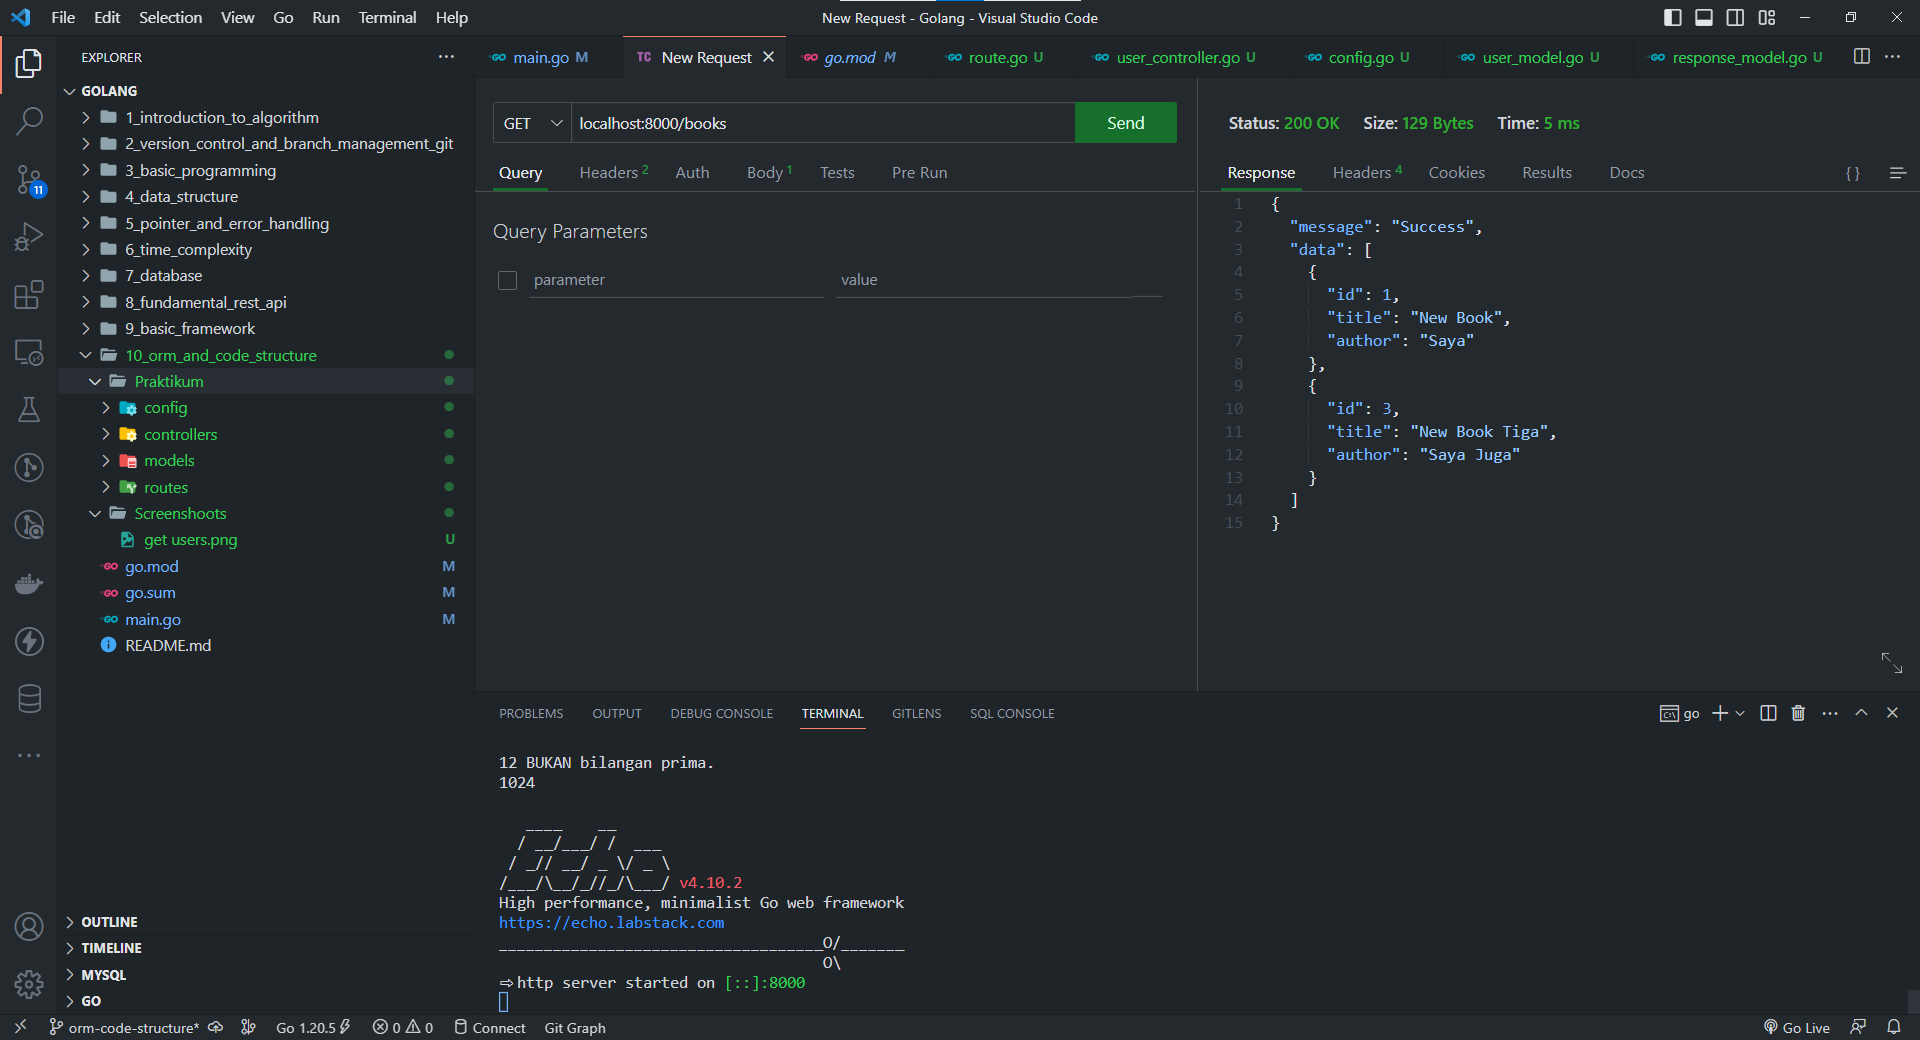 File Edit Selection View Go Run Terminal Help
New Request - Golang - Visual Studio Code
EXPLORER
GOLANG
1_introduction_to_algorithm
2_version_control_and_branch_management_git
3_basic_programming
4_data_structure
5_pointer_and_error_handling
6_time_complexity
7_database
8_fundamental_rest_api
9_basic_framework
10_orm_and_code_structure
Praktikum
config
controllers
models
routes
Screenshoots
get users.png U
go.mod M
go.sum M
main.go M
README.md
OUTLINE
TIMELINE
MYSQL
GO
11
main.go M
TC New Request
go.mod M
route.go U
user_controller.go U
config.go U
user_model.go U
response_model.go U
GET localhost:8000/books Send
Query Headers 2 Auth Body 1 Tests Pre Run
Query Parameters
parameter value
Status: 200 OK Size: 129 Bytes Time: 5 ms
Response Headers 4 Cookies Results Docs { }
1 {
2 "message": "Success",
3 "data": [
4 {
5 "id": 1,
6 "title": "New Book",
7 "author": "Saya"
8 },
9 {
10 "id": 3,
11 "title": "New Book Tiga",
12 "author": "Saya Juga"
13 }
14 ]
15 }
PROBLEMS OUTPUT DEBUG CONSOLE TERMINAL GITLENS SQL CONSOLE
go
12 BUKAN bilangan prima.
1024
   ____    __
  / __/___/ /  ___
 / _// __/ _ \/ _ \
/___/\__/_//_/\___/ v4.10.2
High performance, minimalist Go web framework
https://echo.labstack.com
____________________________________O/_______
                                    O\
⇨ http server started on [::]:8000
orm-code-structure* Go 1.20.5 0 0 Connect Git Graph Go Live